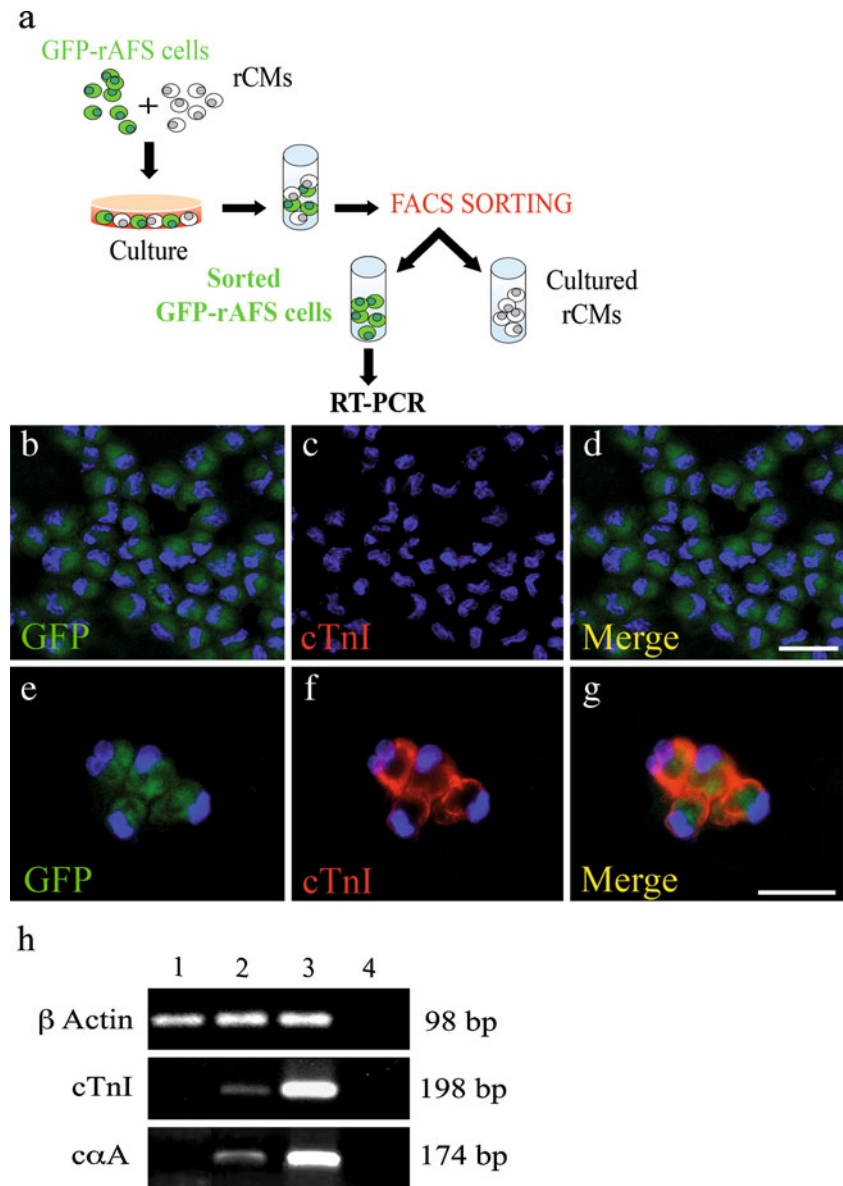 a
GFP-rAFS cells
rCMs
+
Culture
FACS SORTING
Sorted
GFP-rAFS cells
Cultured
rCMs
RT-PCR
b
GFP
c
cTnI
d
Merge
e
GFP
f
cTnI
g
Merge
h
1 2 3 4
β Actin 98 bp
cTnI 198 bp
cαA 174 bp